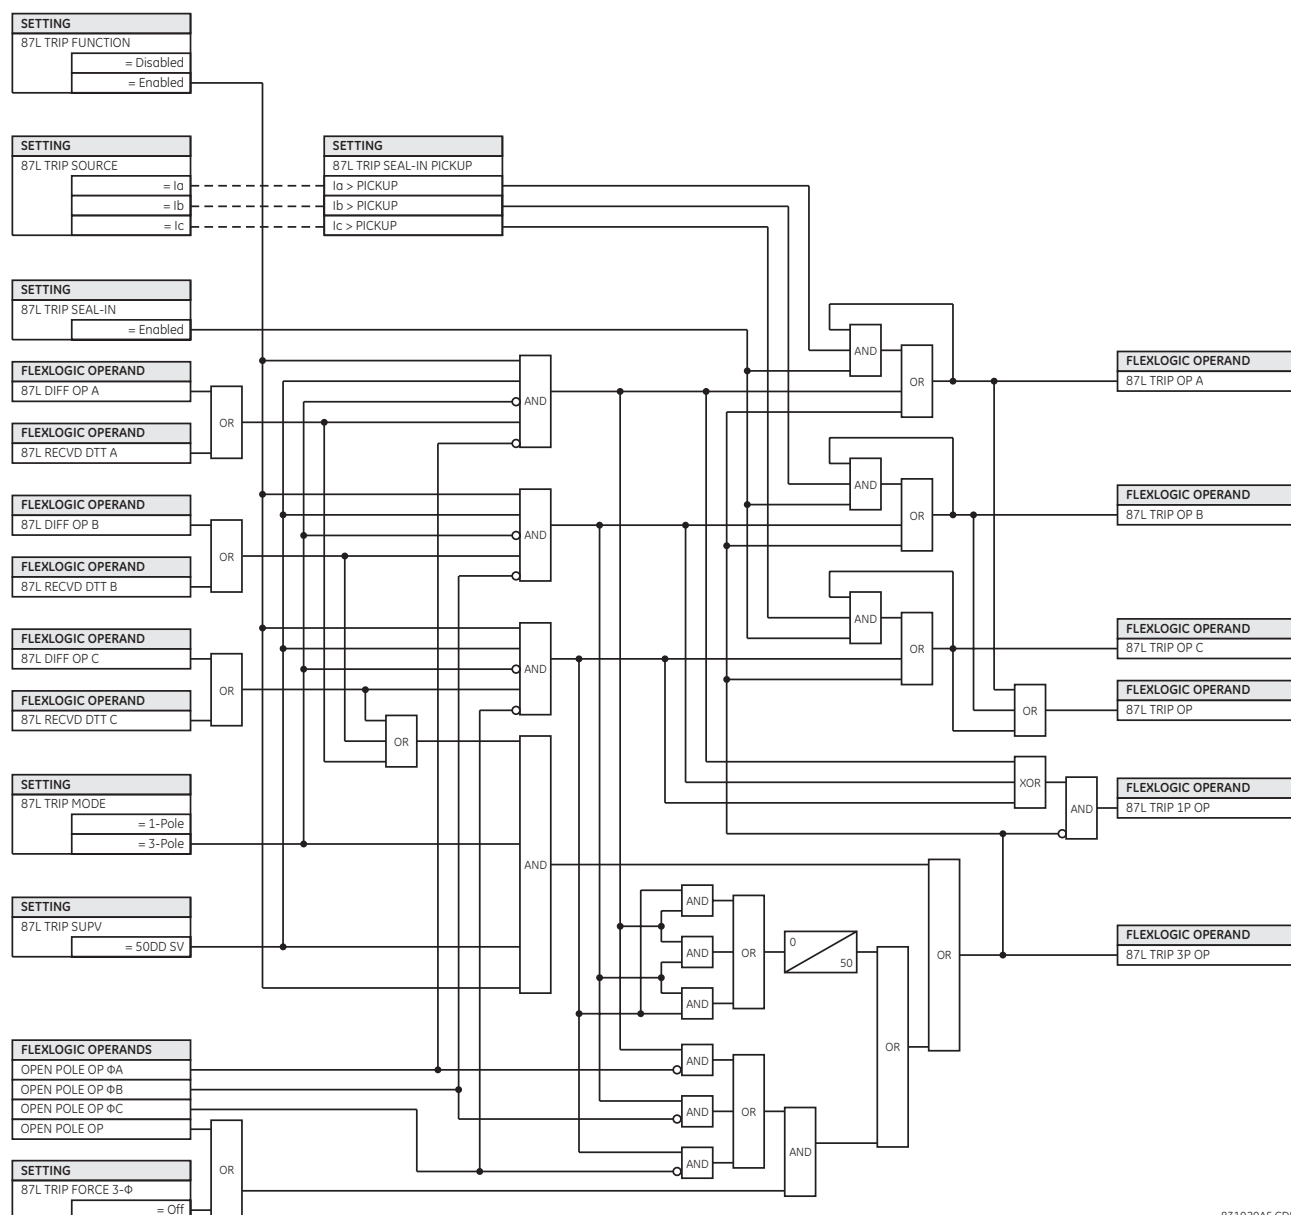 SETTING
87L TRIP FUNCTION
= Disabled
= Enabled
SETTING
87L TRIP SOURCE
= Ia
= Ib
= Ic
SETTING
87L TRIP SEAL-IN PICKUP
Ia > PICKUP
Ib > PICKUP
Ic > PICKUP
SETTING
87L TRIP SEAL-IN
= Enabled
FLEXLOGIC OPERAND
87L DIFF OP A
FLEXLOGIC OPERAND
87L RECVD DTT A
OR
FLEXLOGIC OPERAND
87L DIFF OP B
FLEXLOGIC OPERAND
87L RECVD DTT B
OR
FLEXLOGIC OPERAND
87L DIFF OP C
FLEXLOGIC OPERAND
87L RECVD DTT C
OR
OR
SETTING
87L TRIP MODE
= 1-Pole
= 3-Pole
SETTING
87L TRIP SUPV
= 50DD SV
FLEXLOGIC OPERANDS
OPEN POLE OP ΦA
OPEN POLE OP ΦB
OPEN POLE OP ΦC
OPEN POLE OP
SETTING
87L TRIP FORCE 3-Φ
= Off
OR
AND
AND
AND
AND
AND
OR
AND
OR
AND
OR
OR
XOR
AND
AND
AND
AND
OR
0
50
AND
AND
AND
OR
AND
OR
OR
FLEXLOGIC OPERAND
87L TRIP OP A
FLEXLOGIC OPERAND
87L TRIP OP B
FLEXLOGIC OPERAND
87L TRIP OP C
FLEXLOGIC OPERAND
87L TRIP OP
FLEXLOGIC OPERAND
87L TRIP 1P OP
FLEXLOGIC OPERAND
87L TRIP 3P OP